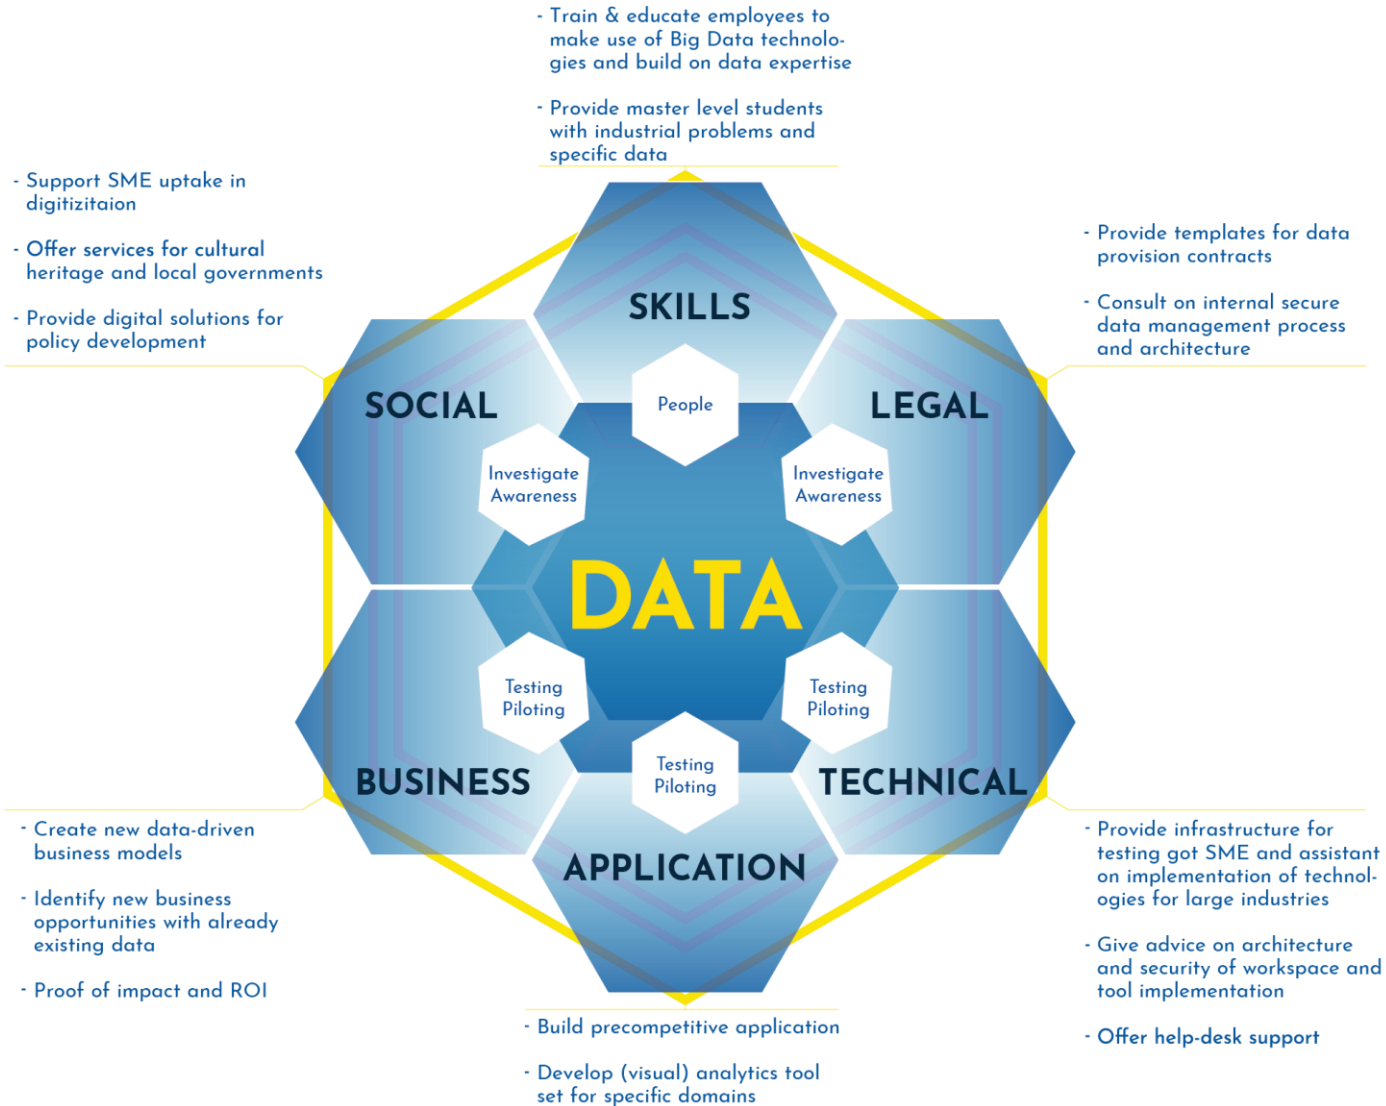 - Train & educate employees to
make use of Big Data technolo-
gies and build on data expertise
- Provide master level students
with industrial problems and
specific data
- Support SME uptake in
digitizitaion
- Offer services for cultural
heritage and local governments
- Provide digital solutions for
policy development
- Provide templates for data
provision contracts
- Consult on internal secure
data management process
and architecture
SKILLS
People
SOCIAL
Investigate
Awareness
LEGAL
Investigate
Awareness
DATA
Testing
Piloting
BUSINESS
Testing
Piloting
APPLICATION
Testing
Piloting
TECHNICAL
- Create new data-driven
business models
- Identify new business
opportunities with already
existing data
- Proof of impact and ROI
- Build precompetitive application
- Develop (visual) analytics tool
set for specific domains
- Provide infrastructure for
testing got SME and assistant
on implementation of technol-
ogies for large industries
- Give advice on architecture
and security of workspace and
tool implementation
- Offer help-desk support